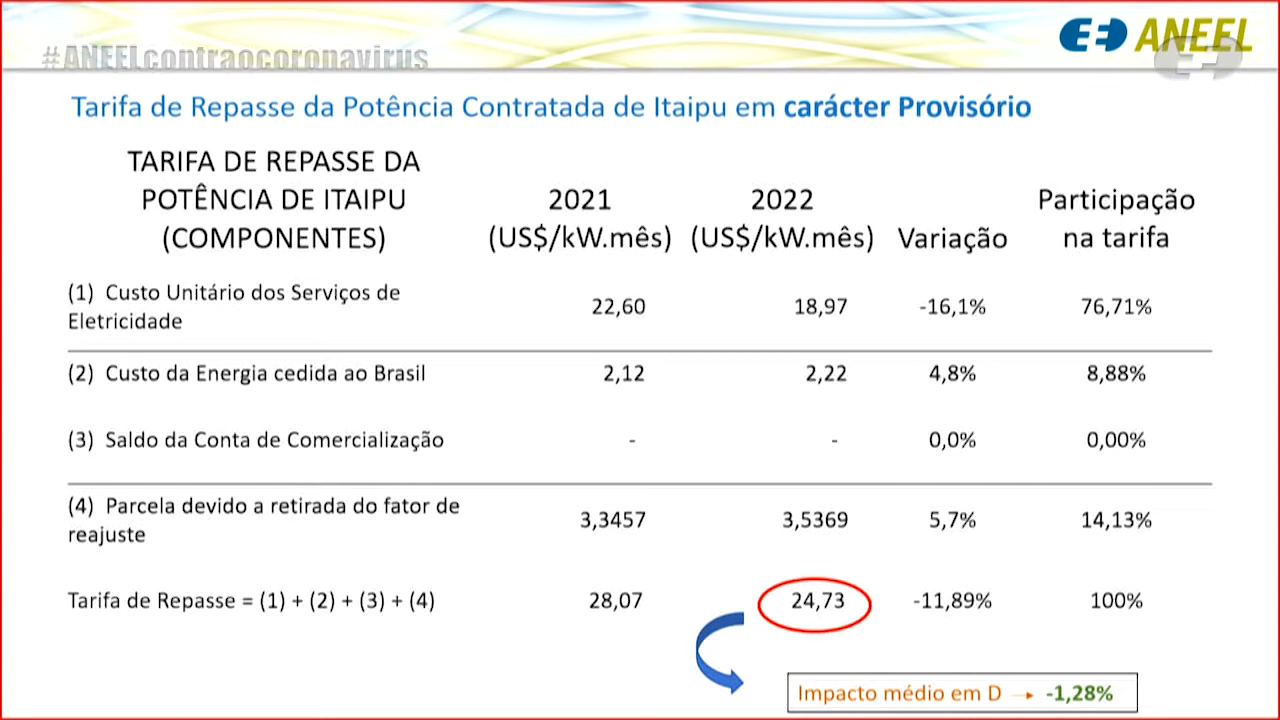 #ANEELcontraocoronavirus
ANEEL
Tarifa de Repasse da Potência Contratada de Itaipu em carácter Provisório
TARIFA DE REPASSE DA
POTÊNCIA DE ITAIPU
(COMPONENTES)
2021
(US$/kW.mês)
2022
(US$/kW.mês)
Variação
Participação
na tarifa
(1) Custo Unitário dos Serviços de
Eletricidade
22,60
18,97
-16,1%
76,71%
(2) Custo da Energia cedida ao Brasil
2,12
2,22
4,8%
8,88%
(3) Saldo da Conta de Comercialização
-
-
0,0%
0,00%
(4) Parcela devido a retirada do fator de
reajuste
3,3457
3,5369
5,7%
14,13%
Tarifa de Repasse = (1) + (2) + (3) + (4)
28,07
24,73
-11,89%
100%
Impacto médio em D → -1,28%